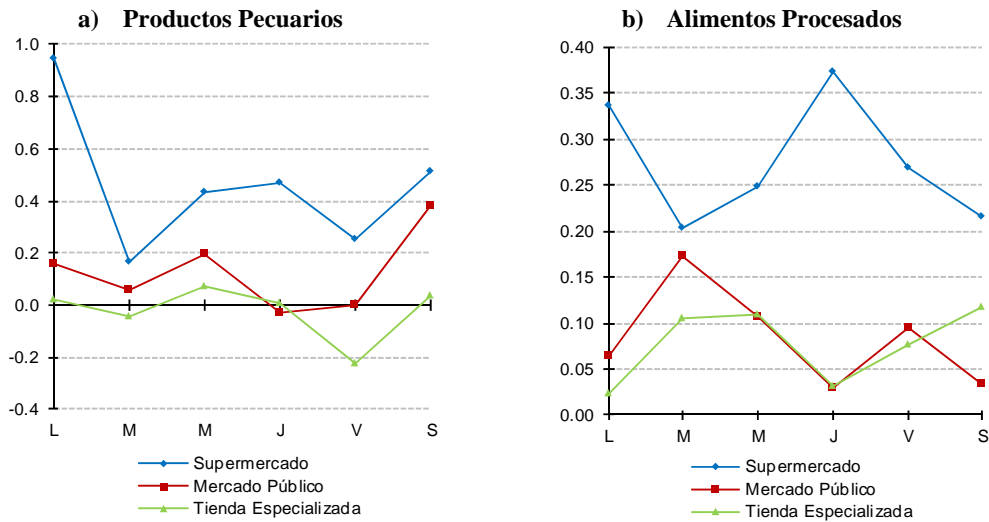 a) Productos Pecuarios
1.0
0.8
0.6
0.4
0.2
0.0
-0.2
-0.4
L M M J V S
Supermercado
Mercado Público
Tienda Especializada
b) Alimentos Procesados
0.40
0.35
0.30
0.25
0.20
0.15
0.10
0.05
0.00
L M M J V S
Supermercado
Mercado Público
Tienda Especializada